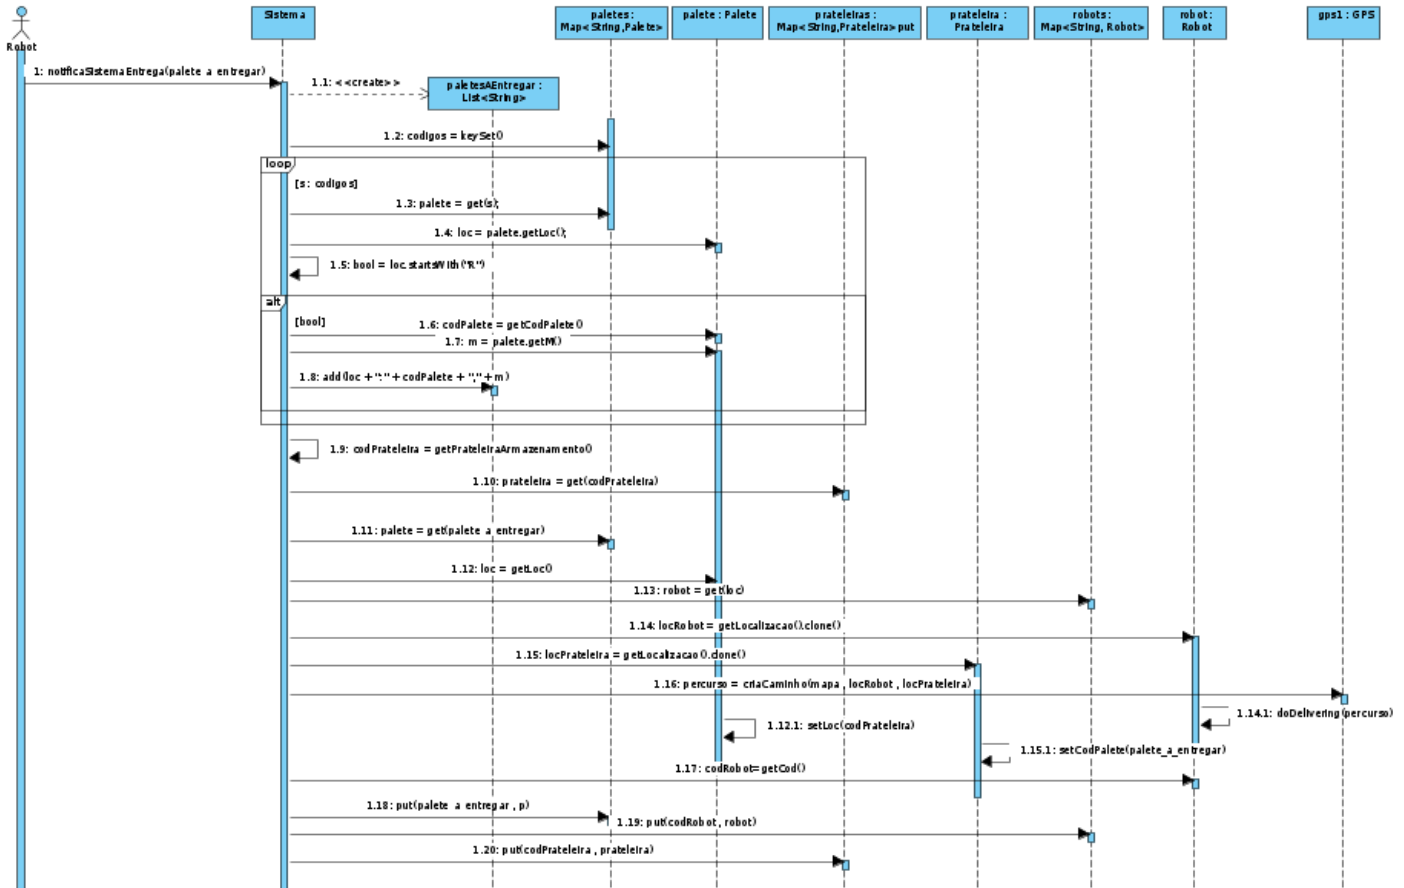 Robot
Sistema
paletes :
Map<String,Palete>
palete : Palete
prateleiras :
Map<String,Prateleira>put
prateleira :
Prateleira
robots :
Map<String, Robot>
robot :
Robot
gps1 : GPS
1: notificaSistemaEntrega(palete_a_entregar)
1.1: <<create>>
paletesAEntregar :
List<String>
1.2: codigos = keySet()
loop
[s : codigos]
1.3: palete = get(s);
1.4: loc = palete.getLoc();
1.5: bool = loc.startsWith("R")
alt
[bool]
1.6: codPalete = getCodPalete()
1.7: m = palete.getM()
1.8: add(loc + ":" + codPalete + "," + m)
1.9: codPrateleira = getPrateleiraArmazenamento()
1.10: prateleira = get(codPrateleira)
1.11: palete = get(palete_a_entregar)
1.12: loc = getLoc()
1.13: robot = get(loc)
1.14: locRobot = getLocalizacao().clone()
1.15: locPrateleira = getLocalizacao().clone()
1.16: percurso = criaCaminho(mapa , locRobot , locPrateleira)
1.14.1: doDelivering(percurso)
1.12.1: setLoc(codPrateleira)
1.15.1: setCodPalete(palete_a_entregar)
1.17: codRobot=getCod()
1.18: put(palete_a_entregar , p)
1.19: put(codRobot , robot)
1.20: put(codPrateleira , prateleira)